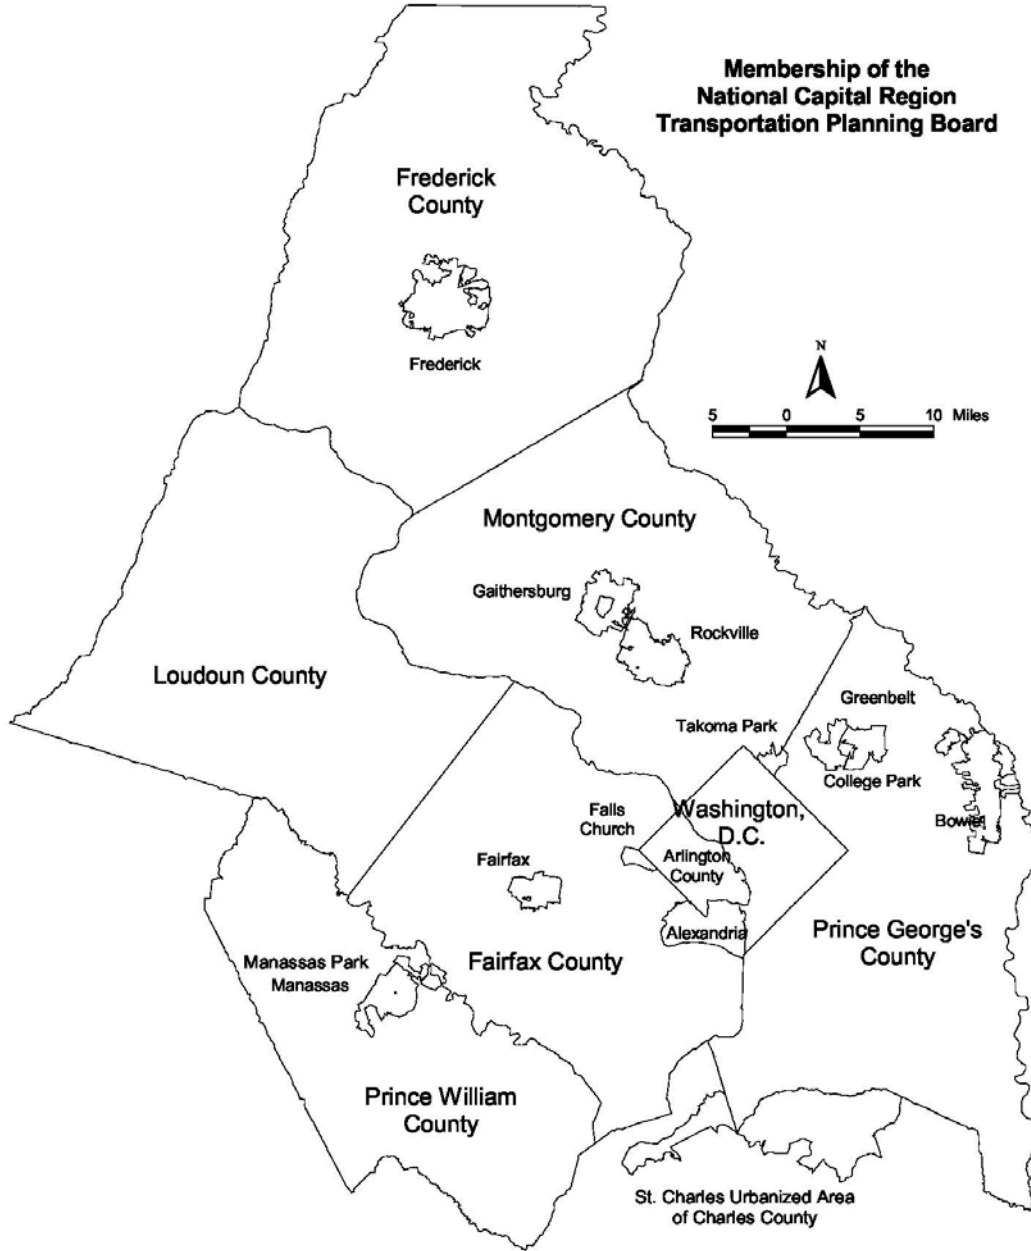 Membership of the
National Capital Region
Transportation Planning Board
Frederick
County
Frederick
N
5 0 5 10 Miles
Montgomery County
Gaithersburg
Rockville
Loudoun County
Greenbelt
Takoma Park
College Park
Falls
Church
Washington,
D.C.
Bowie
Arlington
County
Fairfax
Alexandria
Prince George's
County
Fairfax County
Manassas Park
Manassas
Prince William
County
St. Charles Urbanized Area
of Charles County